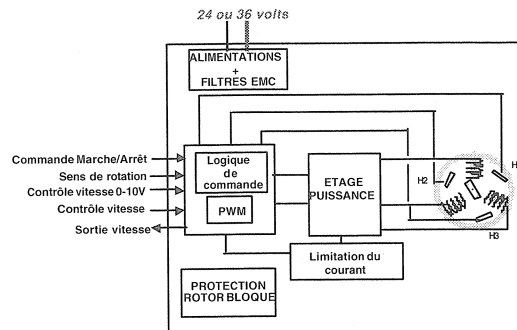 24 ou 36 volts
ALIMENTATIONS
+
FILTRES EMC
Commande Marche/Arrêt
Sens de rotation
Contrôle vitesse 0-10V
Contrôle vitesse
Sortie vitesse
Logique
de commande
PWM
ETAGE
PUISSANCE
Limitation du
courant
PROTECTION
ROTOR BLOQUE
H
H2
H3